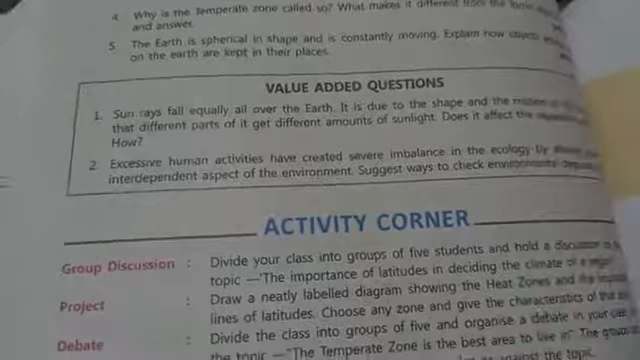 4. Why is the Temperate zone called so? What makes it different from the
and answer.
5. The Earth is spherical in shape and is constantly moving. Explain how objects
on the earth are kept in their places.
VALUE ADDED QUESTIONS
1. Sun rays fall equally all over the Earth. It is due to the shape and the
that different parts of it get different amounts of sunlight. Does it affect the
How?
2. Excessive human activities have created severe imbalance in the ecology by
interdependent aspect of the environment. Suggest ways to check environmental
ACTIVITY CORNER
Group Discussion : Divide your class into groups of five students and hold a discussion
topic —"The importance of latitudes in deciding the climate of a
Project : Draw a neatly labelled diagram showing the Heat Zones and the
lines of latitudes. Choose any zone and give the characteristics of
Debate : Divide the class into groups of five and organise a debate in your
the topic —"The Temperate Zone is the best area to live in" The
against the topic